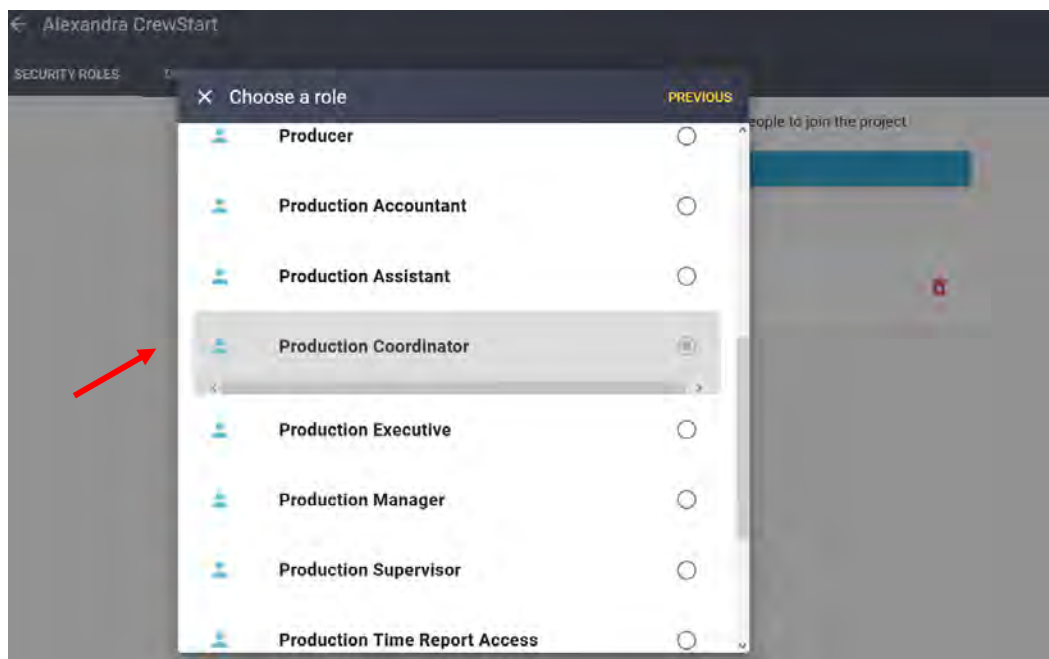 Alexandra CrewStart
SECURITY ROLES
Choose a role
PREVIOUS
people to join the project
Producer
Production Accountant
Production Assistant
Production Coordinator
Production Executive
Production Manager
Production Supervisor
Production Time Report Access